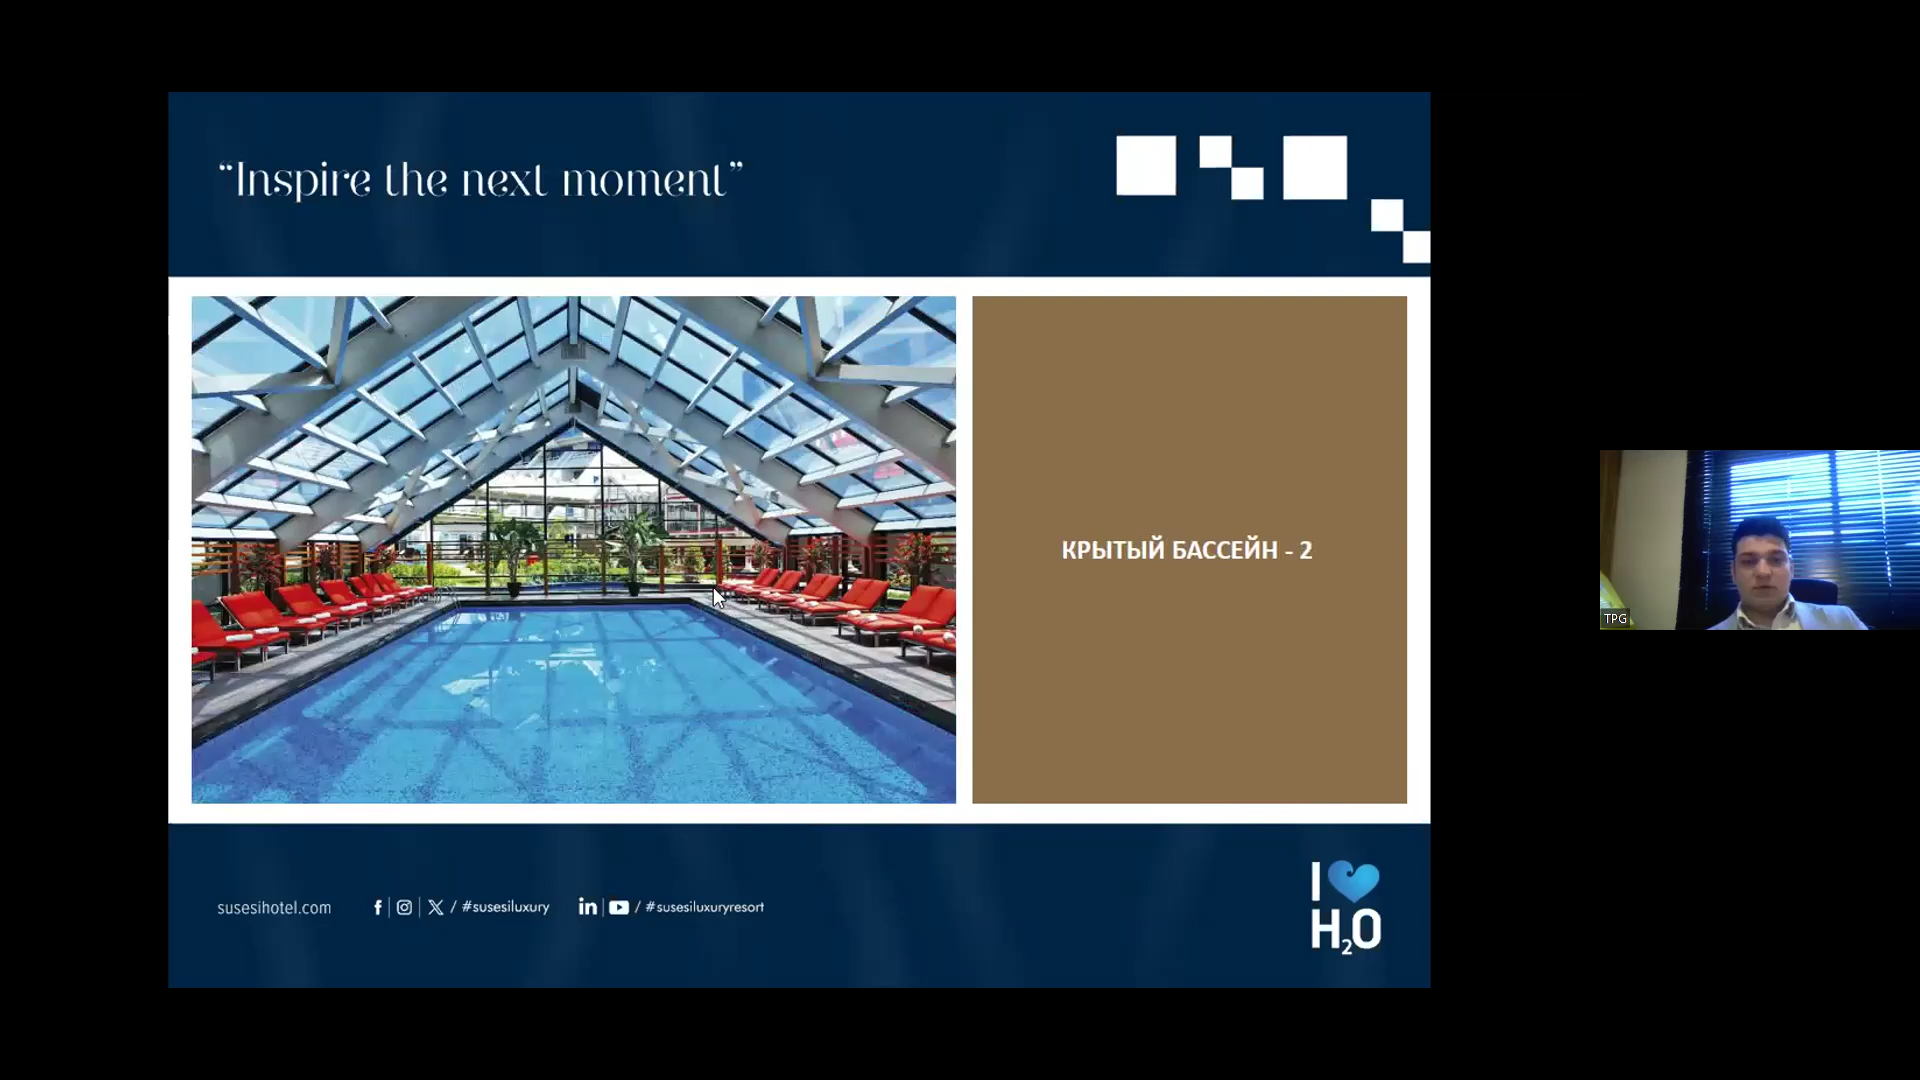 “Inspire the next moment”
КРЫТЫЙ БАССЕЙН - 2
TPG
susesihotel.com
/ #susesiluxury
/ #susesiluxuryresort
I
H₂O